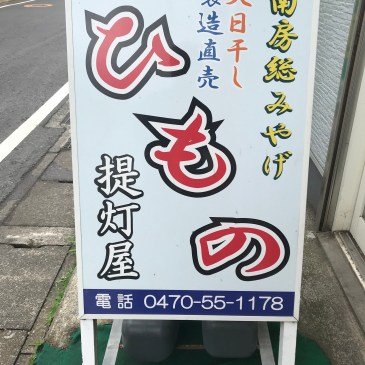 南房総みやげ
天日干し
製造直売
ひもの
提灯屋
電話 0470-55-1178